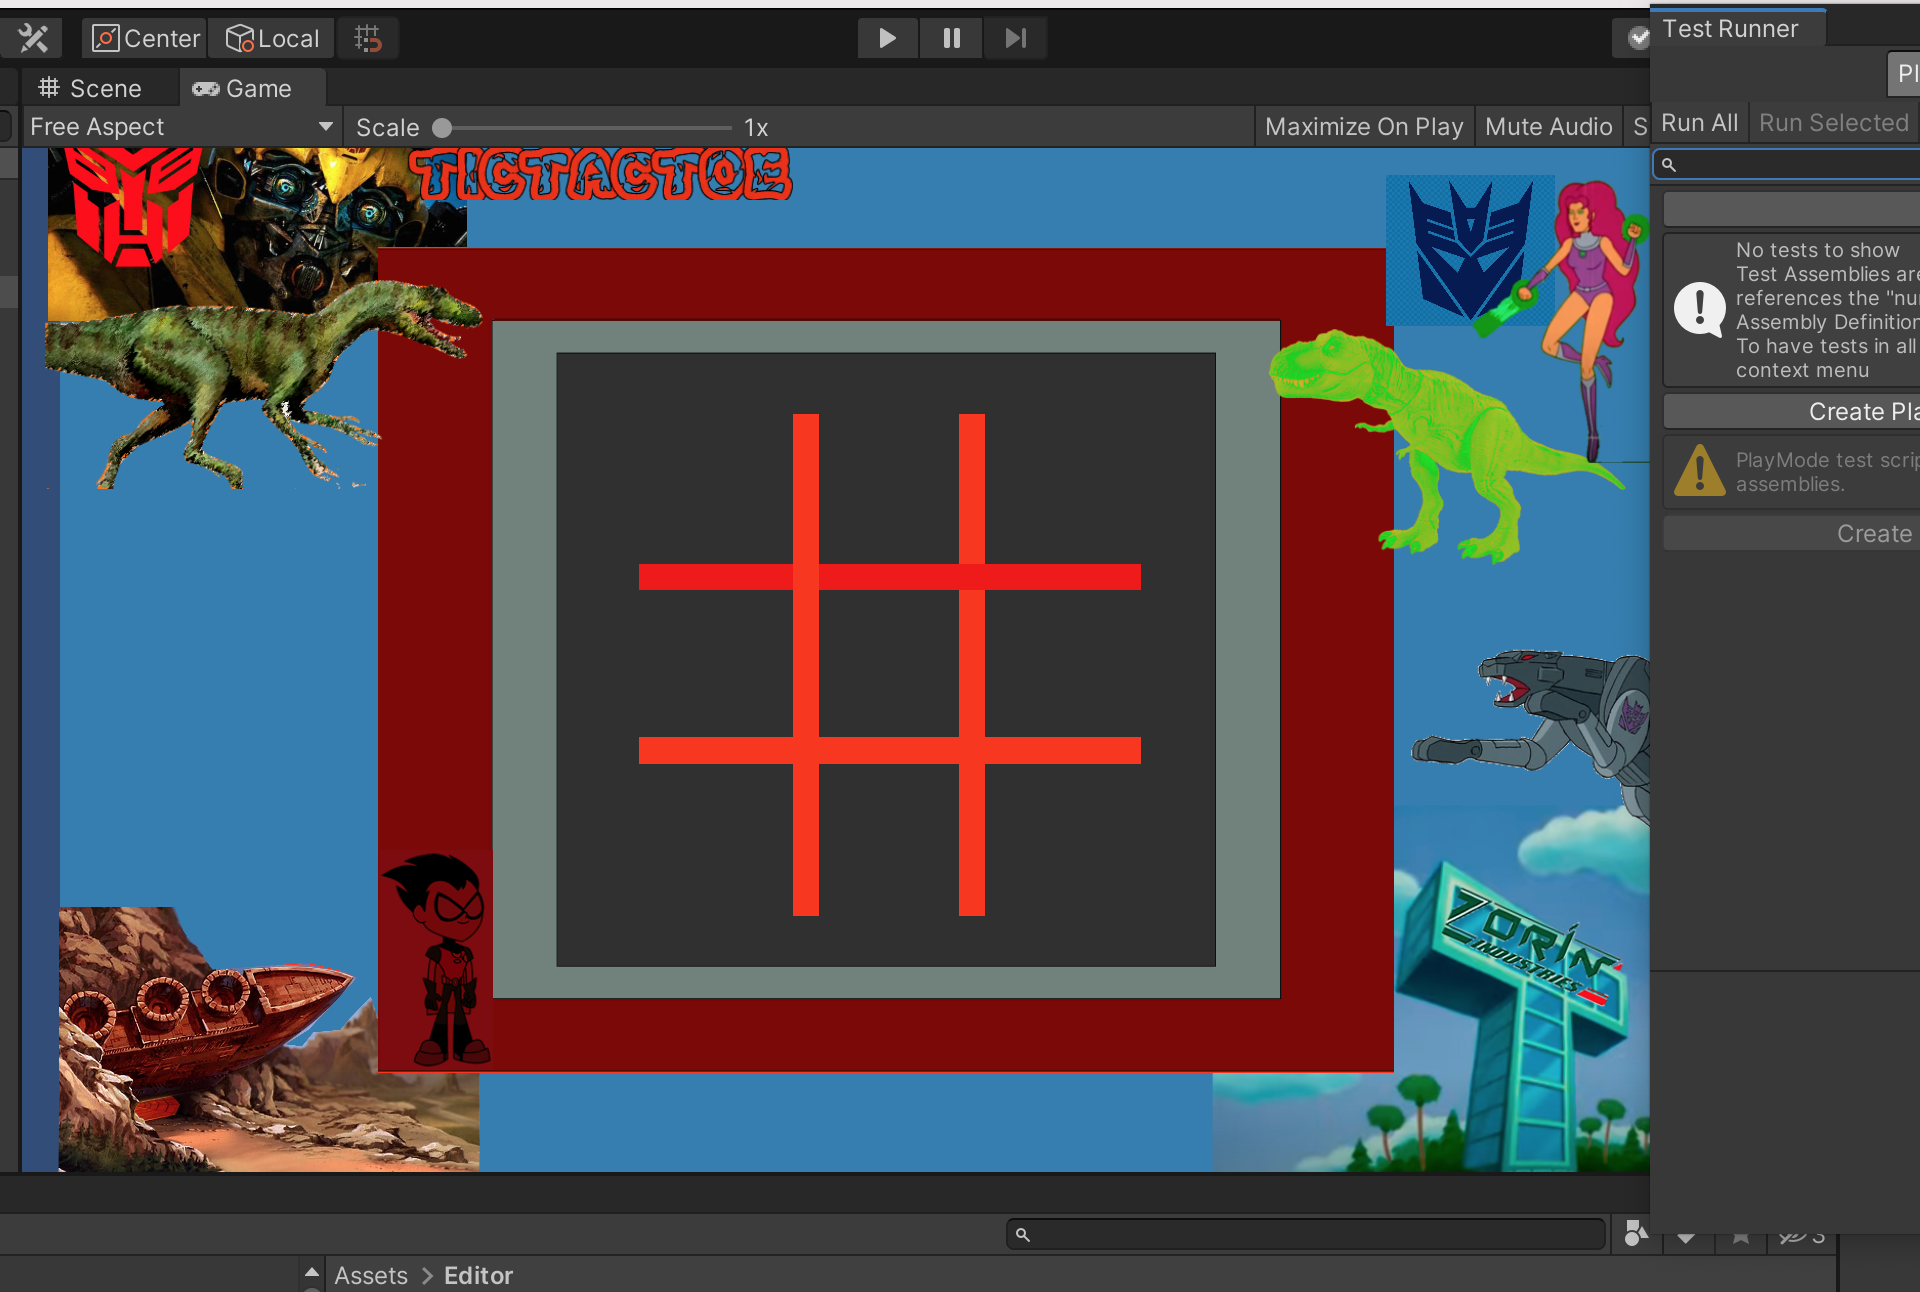 Center
Local
Test Runner
Scene
Game
Free Aspect
Scale
1x
Maximize On Play
Mute Audio
Run All
Run Selected
TICTACTOE
No tests to show
Test Assemblies are
references the "nu
Assembly Definition
To have tests in all
context menu
Create Pla
PlayMode test scrip
assemblies.
Create
ZORIN
INDUSTRIES
3
Assets > Editor